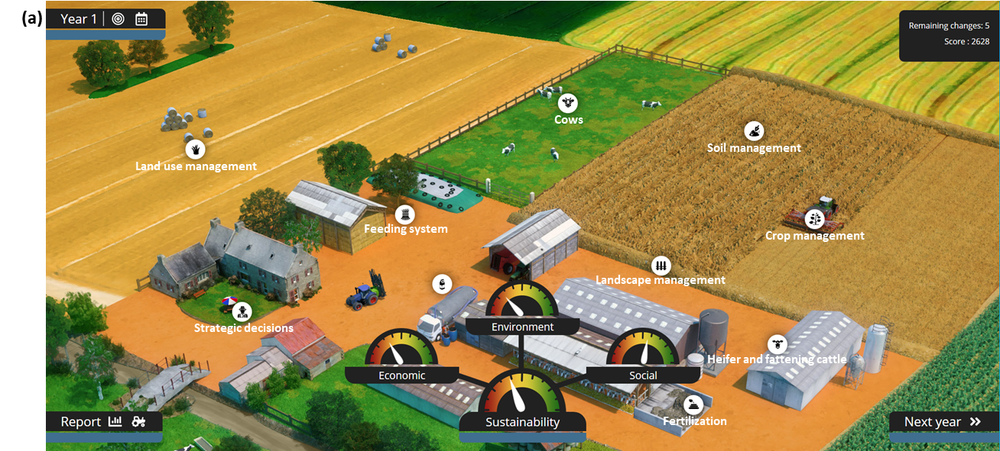 (a)
Year 1
Remaining changes: 5
Score : 2628
Cows
Soil management
Land use management
Feeding system
Crop management
Landscape management
Strategic decisions
Environment
Economic
Social
Heifer and fattening cattle
Sustainability
Fertilization
Report
Next year